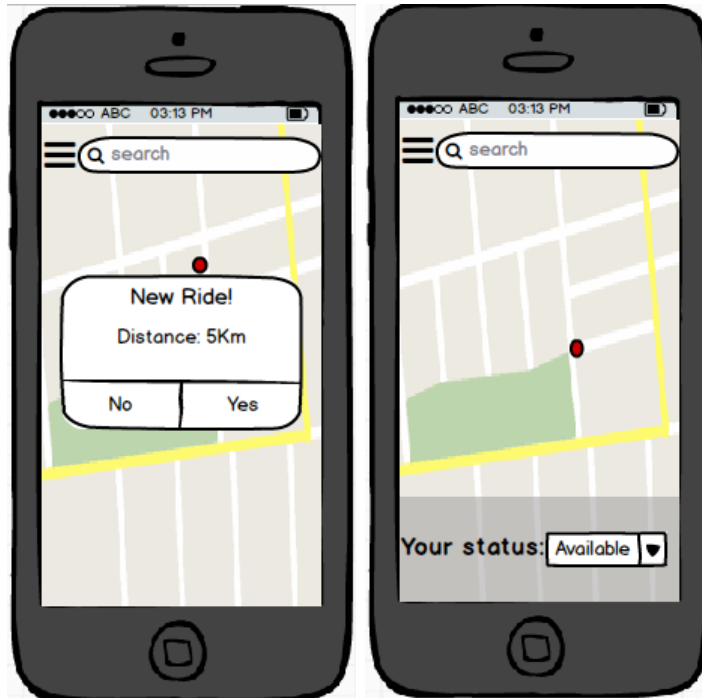 ABC 03:13 PM
search
New Ride!
Distance: 5Km
No Yes
ABC 03:13 PM
search
Your status: Available